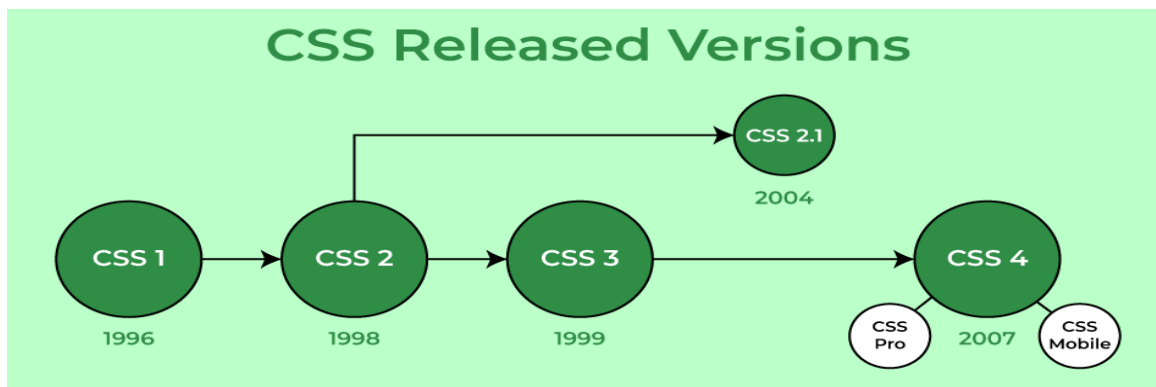 CSS Released Versions
CSS 2.1
2004
CSS 1
CSS 2
CSS 3
CSS 4
1996
1998
1999
CSS
Pro
2007
CSS
Mobile